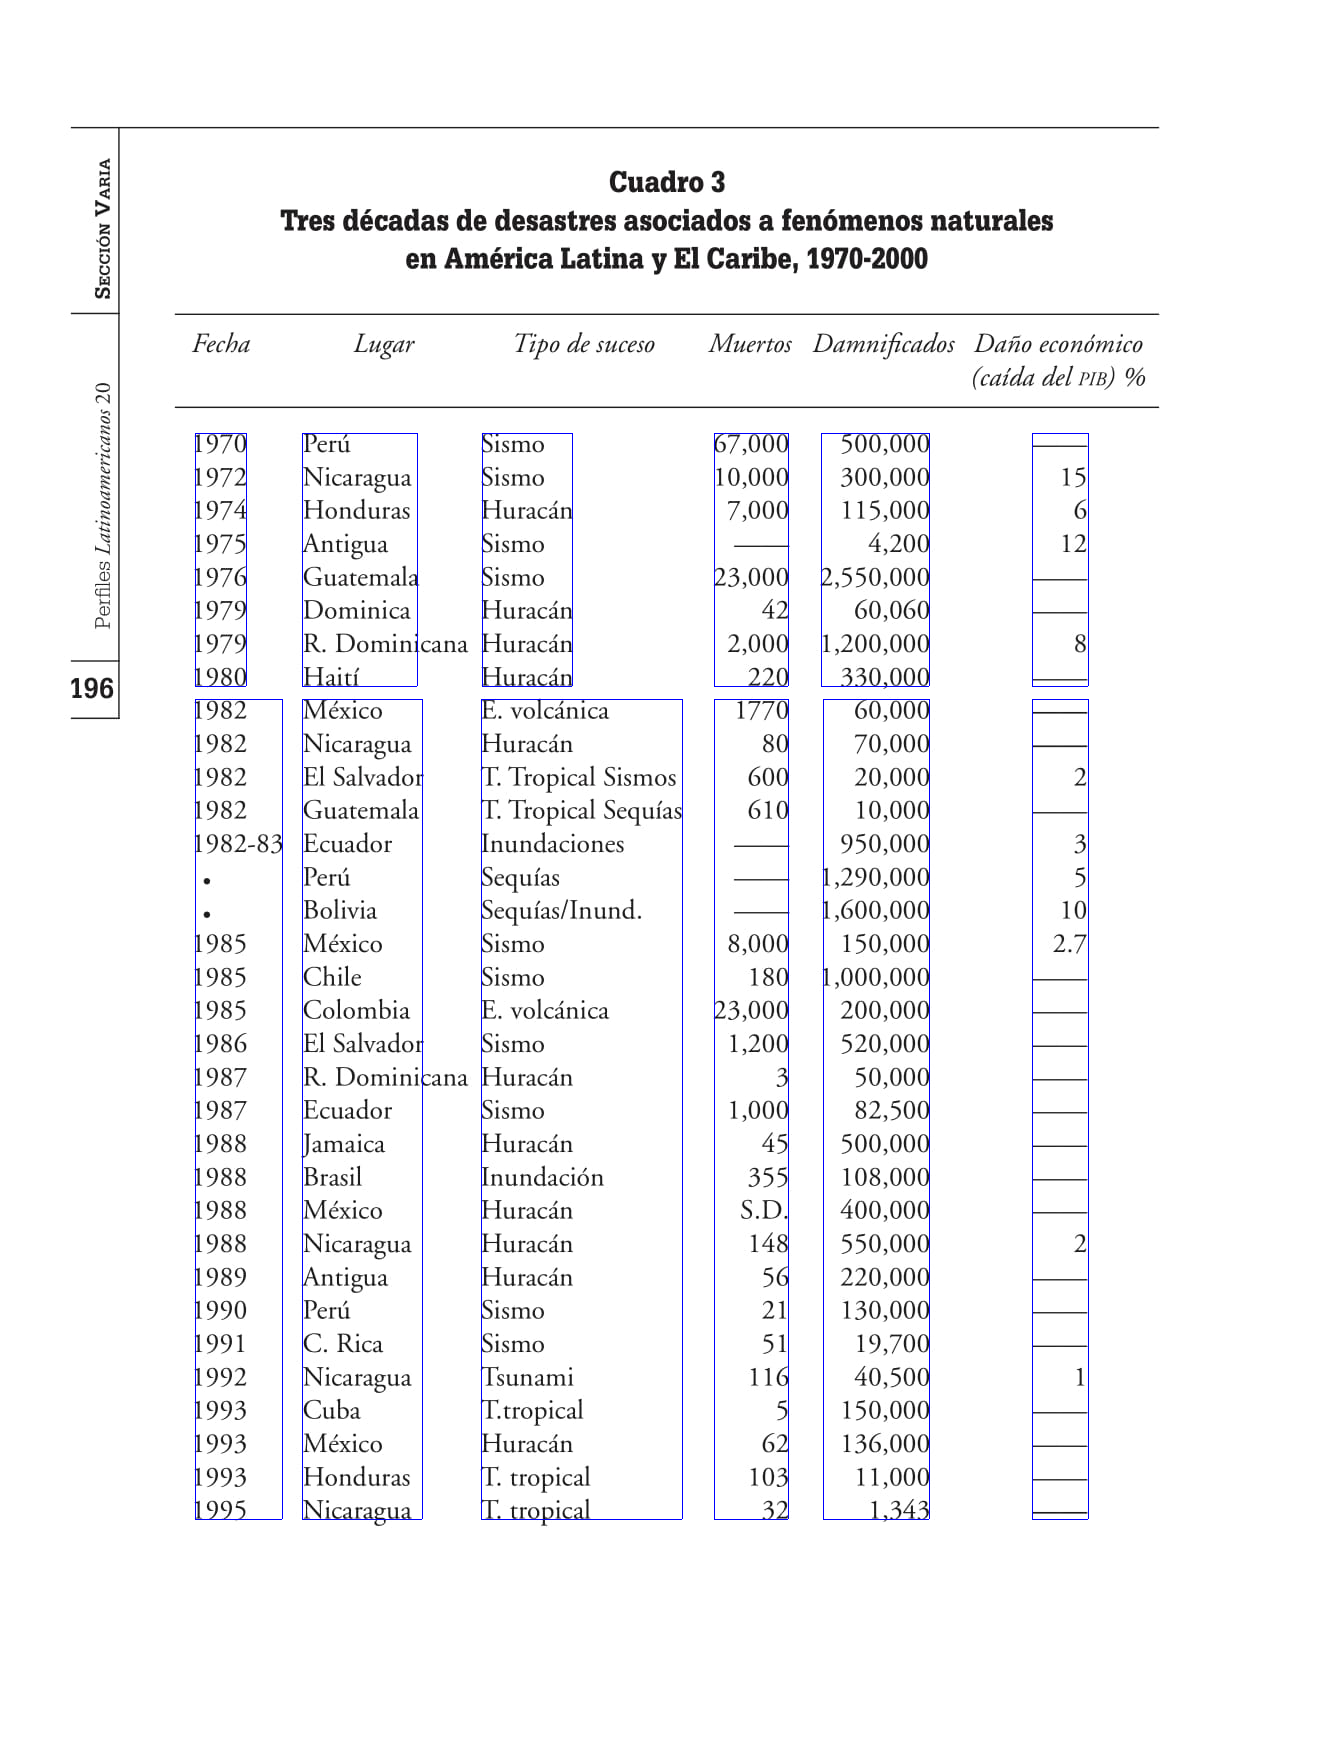 SECCIÓN VARIA
Perfiles Latinoamericanos 20
196
Cuadro 3
Tres décadas de desastres asociados a fenómenos naturales
en América Latina y El Caribe, 1970-2000
Fecha Lugar Tipo de suceso Muertos Damnificados Daño económico
(caída del PIB) %
1970 Perú Sismo 67,000 500,000 ——
1972 Nicaragua Sismo 10,000 300,000 15
1974 Honduras Huracán 7,000 115,000 6
1975 Antigua Sismo —— 4,200 12
1976 Guatemala Sismo 23,000 2,550,000 ——
1979 Dominica Huracán 42 60,060 ——
1979 R. Dominicana Huracán 2,000 1,200,000 8
1980 Haití Huracán 220 330,000 ——
1982 México E. volcánica 1770 60,000 ——
1982 Nicaragua Huracán 80 70,000 ——
1982 El Salvador T. Tropical Sismos 600 20,000 2
1982 Guatemala T. Tropical Sequías 610 10,000 ——
1982-83 Ecuador Inundaciones —— 950,000 3
• Perú Sequías —— 1,290,000 5
• Bolivia Sequías/Inund. —— 1,600,000 10
1985 México Sismo 8,000 150,000 2.7
1985 Chile Sismo 180 1,000,000 ——
1985 Colombia E. volcánica 23,000 200,000 ——
1986 El Salvador Sismo 1,200 520,000 ——
1987 R. Dominicana Huracán 3 50,000 ——
1987 Ecuador Sismo 1,000 82,500 ——
1988 Jamaica Huracán 45 500,000 ——
1988 Brasil Inundación 355 108,000 ——
1988 México Huracán S.D. 400,000 ——
1988 Nicaragua Huracán 148 550,000 2
1989 Antigua Huracán 56 220,000 ——
1990 Perú Sismo 21 130,000 ——
1991 C. Rica Sismo 51 19,700 ——
1992 Nicaragua Tsunami 116 40,500 1
1993 Cuba T.tropical 5 150,000 ——
1993 México Huracán 62 136,000 ——
1993 Honduras T. tropical 103 11,000 ——
1995 Nicaragua T. tropical 32 1,343 ——